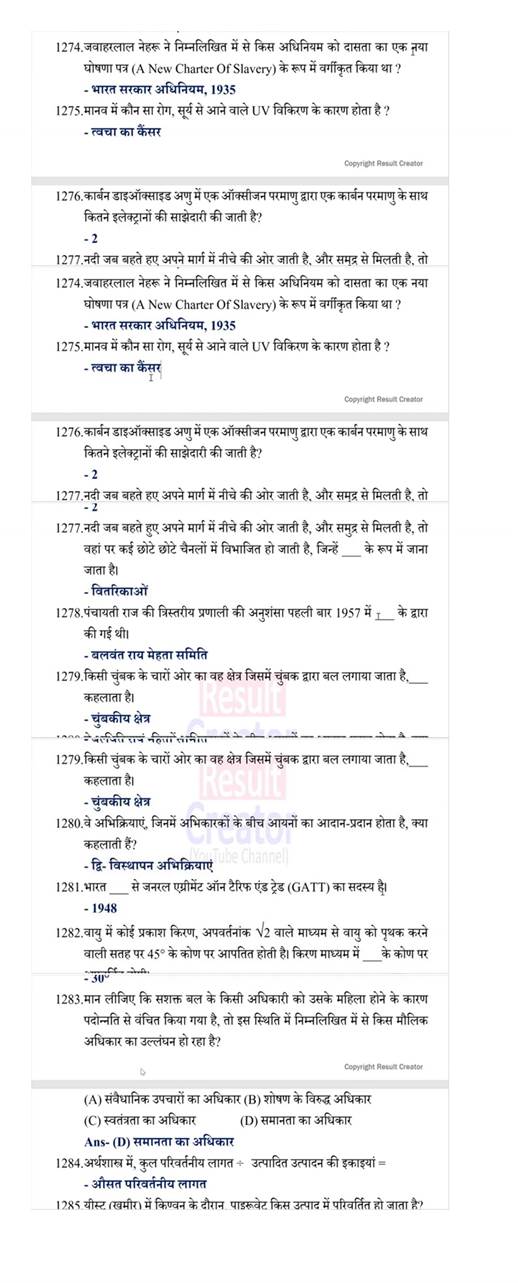 1274.जवाहरलाल नेहरू ने निम्नलिखित में से किस अधिनियम को दासता का एक नया
घोषणा पत्र (A New Charter Of Slavery) के रूप में वर्गीकृत किया था ?
- भारत सरकार अधिनियम, 1935
1275.मानव में कौन सा रोग, सूर्य से आने वाले UV विकिरण के कारण होता है ?
- त्वचा का कैंसर
Copyright Result Creator
1276.कार्बन डाइऑक्साइड अणु में एक ऑक्सीजन परमाणु द्वारा एक कार्बन परमाणु के साथ
कितने इलेक्ट्रानों की साझेदारी की जाती है?
- 2
1277.नदी जब बहते हुए अपने मार्ग में नीचे की ओर जाती है, और समुद्र से मिलती है, तो
1274.जवाहरलाल नेहरू ने निम्नलिखित में से किस अधिनियम को दासता का एक नया
घोषणा पत्र (A New Charter Of Slavery) के रूप में वर्गीकृत किया था ?
- भारत सरकार अधिनियम, 1935
1275.मानव में कौन सा रोग, सूर्य से आने वाले UV विकिरण के कारण होता है ?
- त्वचा का कैंसर
Copyright Result Creator
1276.कार्बन डाइऑक्साइड अणु में एक ऑक्सीजन परमाणु द्वारा एक कार्बन परमाणु के साथ
कितने इलेक्ट्रानों की साझेदारी की जाती है?
- 2
1277.नदी जब बहते हुए अपने मार्ग में नीचे की ओर जाती है, और समुद्र से मिलती है, तो
- 2
1277.नदी जब बहते हुए अपने मार्ग में नीचे की ओर जाती है, और समुद्र से मिलती है, तो
वहां पर कई छोटे छोटे चैनलों में विभाजित हो जाती है, जिन्हें ___ के रूप में जाना
जाता है।
- वितरिकाओं
1278.पंचायती राज की त्रिस्तरीय प्रणाली की अनुशंसा पहली बार 1957 में ___ के द्वारा
की गई थी।
- बलवंत राय मेहता समिति
1279.किसी चुंबक के चारों ओर का वह क्षेत्र जिसमें चुंबक द्वारा बल लगाया जाता है,___
कहलाता है।
- चुंबकीय क्षेत्र
1279.किसी चुंबक के चारों ओर का वह क्षेत्र जिसमें चुंबक द्वारा बल लगाया जाता है,___
कहलाता है।
- चुंबकीय क्षेत्र
Result
Creator
(YouTube Channel)
1280.वे अभिक्रियाएं, जिनमें अभिकारकों के बीच आयनों का आदान-प्रदान होता है, क्या
कहलाती हैं?
- द्वि- विस्थापन अभिक्रियाएं
1281.भारत ___ से जनरल एग्रीमेंट ऑन टैरिफ एंड ट्रेड (GATT) का सदस्य है।
- 1948
1282.वायु में कोई प्रकाश किरण, अपवर्तनांक √2 वाले माध्यम से वायु को पृथक करने
वाली सतह पर 45° के कोण पर आपतित होती है। किरण माध्यम में ___के कोण पर
- 30°
1283.मान लीजिए कि सशक्त बल के किसी अधिकारी को उसके महिला होने के कारण
पदोन्नति से वंचित किया गया है, तो इस स्थिति में निम्नलिखित में से किस मौलिक
अधिकार का उल्लंघन हो रहा है?
Copyright Result Creator
(A) संवैधानिक उपचारों का अधिकार (B) शोषण के विरुद्ध अधिकार
(C) स्वतंत्रता का अधिकार (D) समानता का अधिकार
Ans- (D) समानता का अधिकार
1284.अर्थशास्त्र में, कुल परिवर्तनीय लागत ÷ उत्पादित उत्पादन की इकाइयां =
- औसत परिवर्तनीय लागत
1285.यीस्ट (खमीर) में किण्वन के दौरान, पाइरूवेट किस उत्पाद में परिवर्तित हो जाता है?